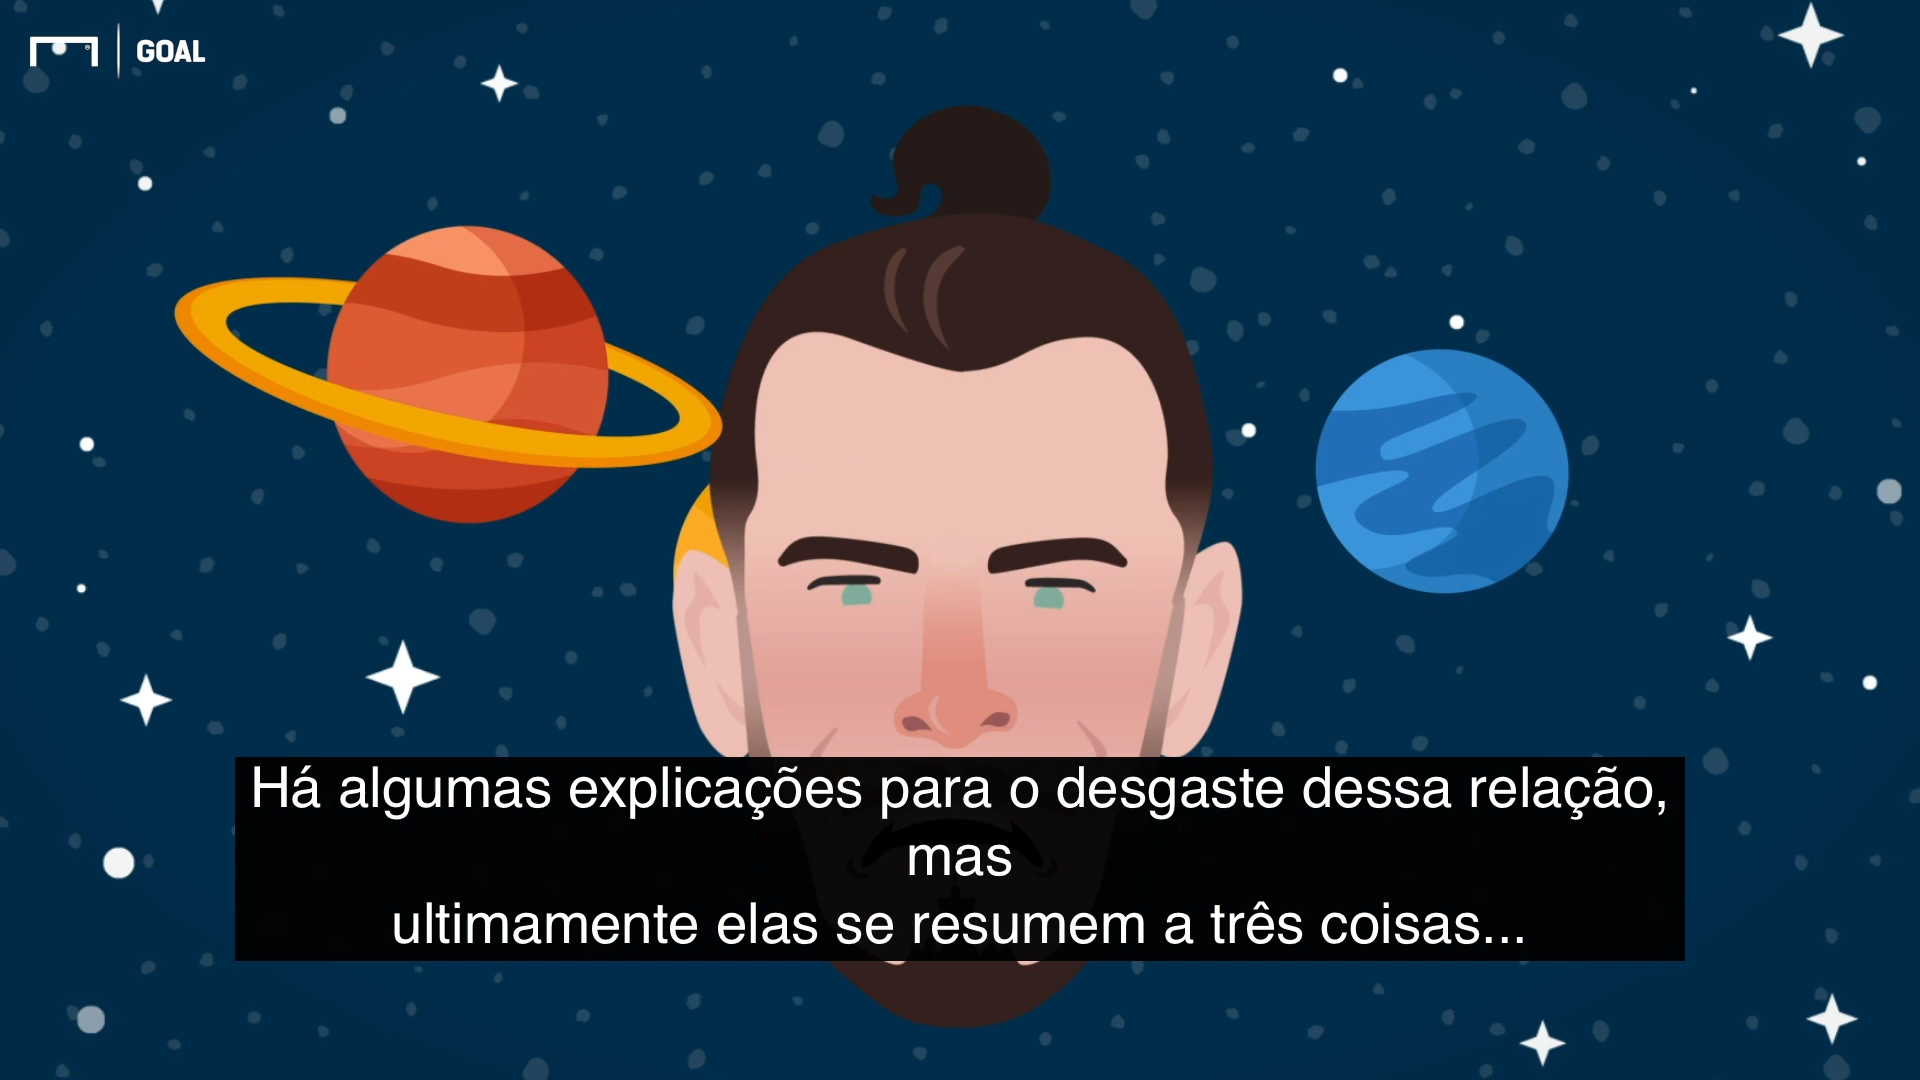 GOAL
Há algumas explicações para o desgaste dessa relação,
mas
ultimamente elas se resumem a três coisas...